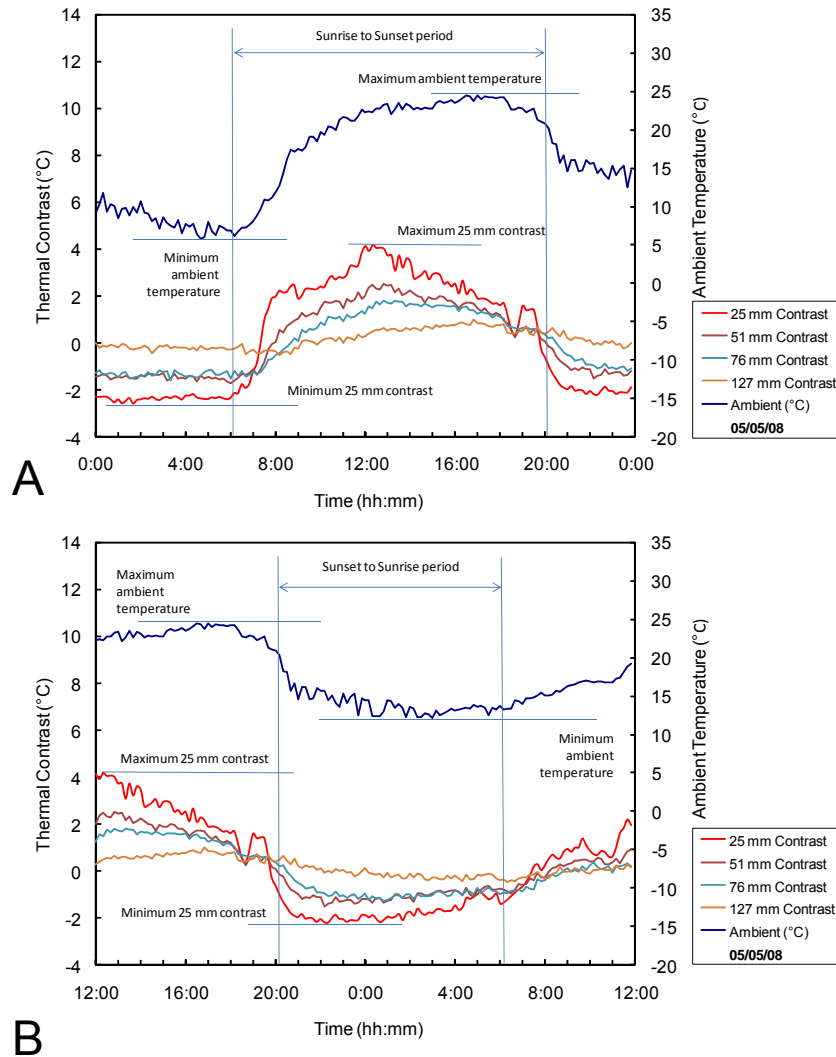 14
12
10
8
6
4
2
0
-2
-4
35
30
25
20
15
10
5
0
-5
-10
-15
-20
Thermal Contrast (°C)
Ambient Temperature (°C)
Sunrise to Sunset period
Maximum ambient temperature
Maximum 25 mm contrast
Minimum
ambient
temperature
Minimum 25 mm contrast
25 mm Contrast
51 mm Contrast
76 mm Contrast
127 mm Contrast
Ambient (°C)
05/05/08
0:00 4:00 8:00 12:00 16:00 20:00 0:00
Time (hh:mm)
A
14
12
10
8
6
4
2
0
-2
-4
35
30
25
20
15
10
5
0
-5
-10
-15
-20
Thermal Contrast (°C)
Ambient Temperature (°C)
Maximum
ambient
temperature
Sunset to Sunrise period
Minimum
ambient
temperature
Maximum 25 mm contrast
Minimum 25 mm contrast
25 mm Contrast
51 mm Contrast
76 mm Contrast
127 mm Contrast
Ambient (°C)
05/05/08
12:00 16:00 20:00 0:00 4:00 8:00 12:00
Time (hh:mm)
B